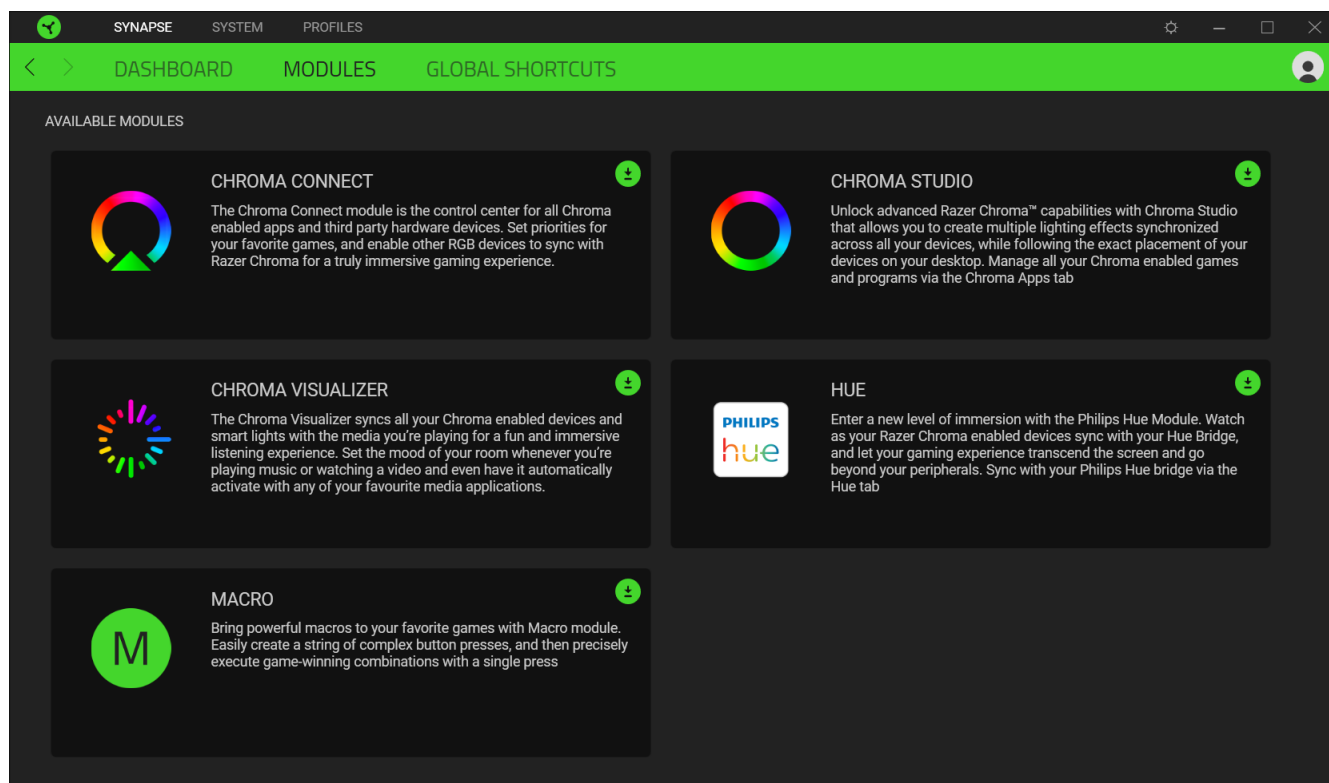 SYNAPSE SYSTEM PROFILES
DASHBOARD MODULES GLOBAL SHORTCUTS
AVAILABLE MODULES
CHROMA CONNECT
The Chroma Connect module is the control center for all Chroma
enabled apps and third party hardware devices. Set priorities for
your favorite games, and enable other RGB devices to sync with
Razer Chroma for a truly immersive gaming experience.
CHROMA STUDIO
Unlock advanced Razer Chroma™ capabilities with Chroma Studio
that allows you to create multiple lighting effects synchronized
across all your devices, while following the exact placement of your
devices on your desktop. Manage all your Chroma enabled games
and programs via the Chroma Apps tab
CHROMA VISUALIZER
The Chroma Visualizer syncs all your Chroma enabled devices and
smart lights with the media you’re playing for a fun and immersive
listening experience. Set the mood of your room whenever you’re
playing music or watching a video and even have it automatically
activate with any of your favourite media applications.
PHILIPS
hue
HUE
Enter a new level of immersion with the Philips Hue Module. Watch
as your Razer Chroma enabled devices sync with your Hue Bridge,
and let your gaming experience transcend the screen and go
beyond your peripherals. Sync with your Philips Hue bridge via the
Hue tab
M
MACRO
Bring powerful macros to your favorite games with Macro module.
Easily create a string of complex button presses, and then precisely
execute game-winning combinations with a single press